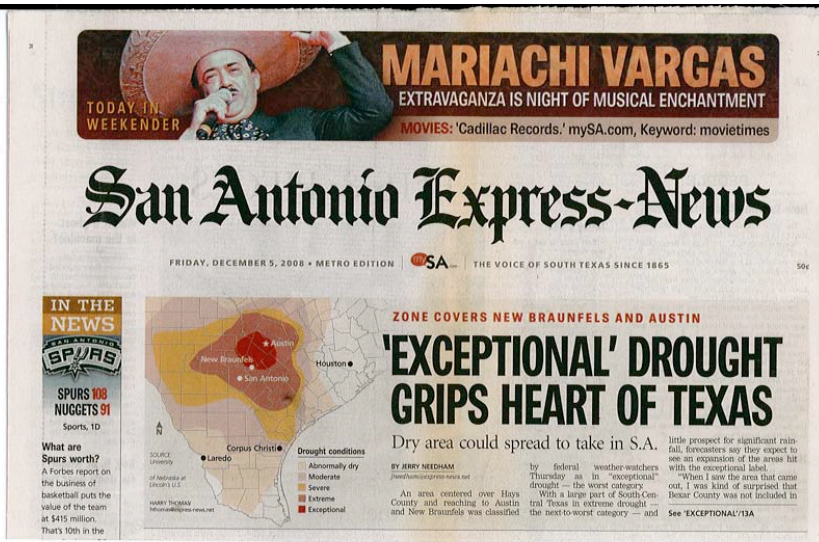 TODAY IN
WEEKENDER
MARIACHI VARGAS
EXTRAVAGANZA IS NIGHT OF MUSICAL ENCHANTMENT
MOVIES: 'Cadillac Records.' mySA.com, Keyword: movietimes
San Antonio Express-News
FRIDAY, DECEMBER 5, 2008 • METRO EDITION
mySA.com
THE VOICE OF SOUTH TEXAS SINCE 1865
50¢
IN THE
NEWS
SAN ANTONIO
SPURS
SPURS 108
NUGGETS 91
Sports, 1D
What are
Spurs worth?
A Forbes report on
the business of
basketball puts the
value of the team
at $415 million.
That's 10th in the
Austin
New Braunfels
San Antonio
Houston
Corpus Christi
Laredo
N
SOURCE
University
of Nebraska at
Lincoln's U.S.
HARRY THOMAS/
hthomas@express-news.net
Drought conditions
Abnormally dry
Moderate
Severe
Extreme
Exceptional
ZONE COVERS NEW BRAUNFELS AND AUSTIN
'EXCEPTIONAL' DROUGHT
GRIPS HEART OF TEXAS
Dry area could spread to take in S.A.
BY JERRY NEEDHAM
jneedham@express-news.net
An area centered over Hays
County and reaching to Austin
and New Braunfels was classified
by federal weather-watchers
Thursday as in "exceptional"
drought — the worst category.
With a large part of South-Cen-
tral Texas in extreme drought —
the next-to-worst category — and
little prospect for significant rain-
fall, forecasters say they expect to
see an expansion of the areas hit
with the exceptional label.
"When I saw the area that came
out, I was kind of surprised that
Bexar County was not included in
See 'EXCEPTIONAL'/13A